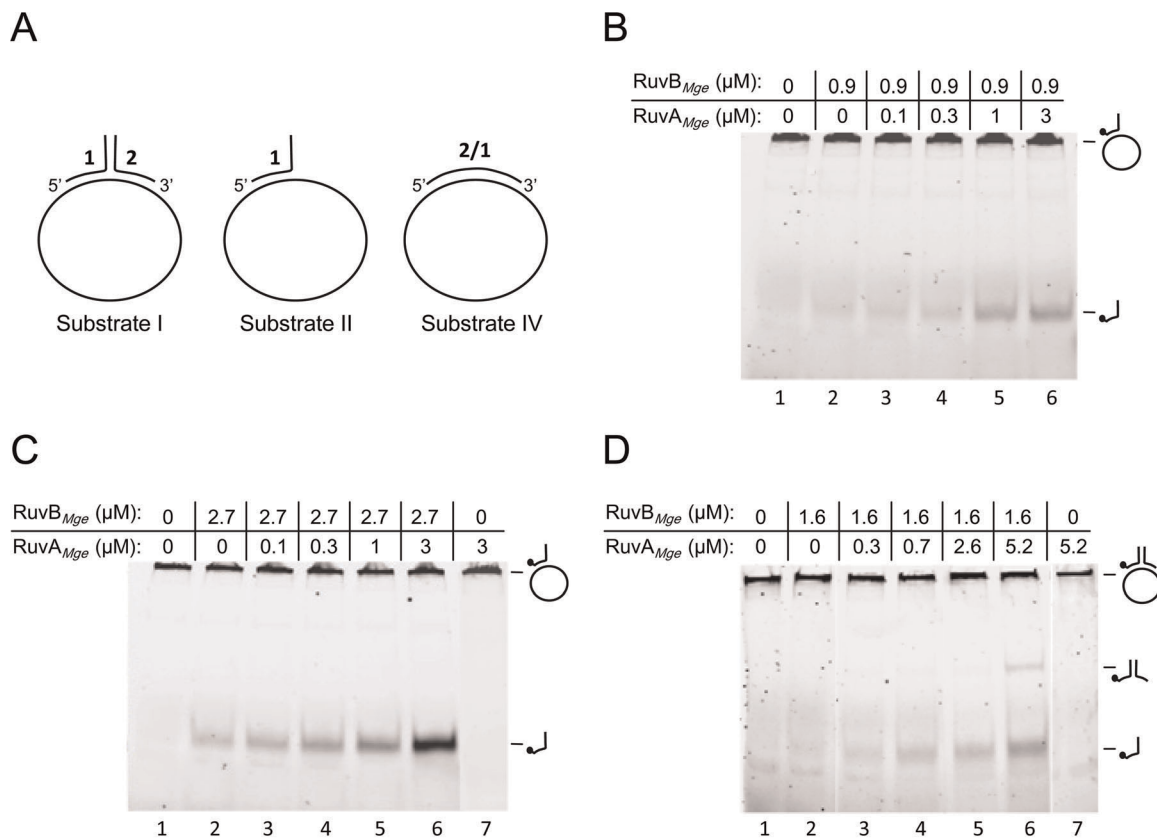 A
1 2
5' 3'
Substrate I
1
5'
Substrate II
2/1
5' 3'
Substrate IV
B
RuvBMge (µM): 0 0.9 0.9 0.9 0.9 0.9
RuvAMge (µM): 0 0 0.1 0.3 1 3
1 2 3 4 5 6
C
RuvBMge (µM): 0 2.7 2.7 2.7 2.7 2.7 0
RuvAMge (µM): 0 0 0.1 0.3 1 3 3
1 2 3 4 5 6 7
D
RuvBMge (µM): 0 1.6 1.6 1.6 1.6 1.6 0
RuvAMge (µM): 0 0 0.3 0.7 2.6 5.2 5.2
1 2 3 4 5 6 7